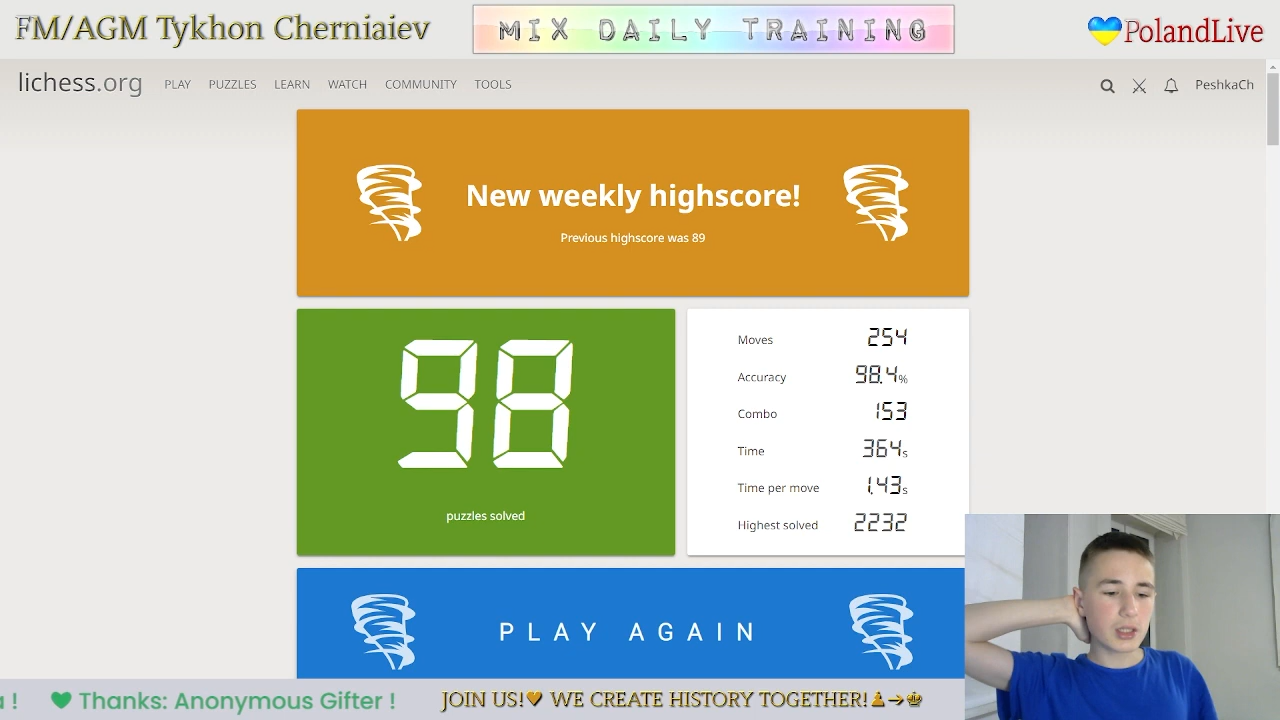 FM/AGM Tykhon Cherniaiev
MIX DAILY TRAINING
PolandLive
lichess.org PLAY PUZZLES LEARN WATCH COMMUNITY TOOLS PeshkaCh
New weekly highscore!
Previous highscore was 89
98
puzzles solved
Moves 254
Accuracy 98.4%
Combo 153
Time 364s
Time per move 1.43s
Highest solved 2232
PLAY AGAIN
a ! Thanks: Anonymous Gifter ! JOIN US!🧡 WE CREATE HISTORY TOGETHER!♟→♚